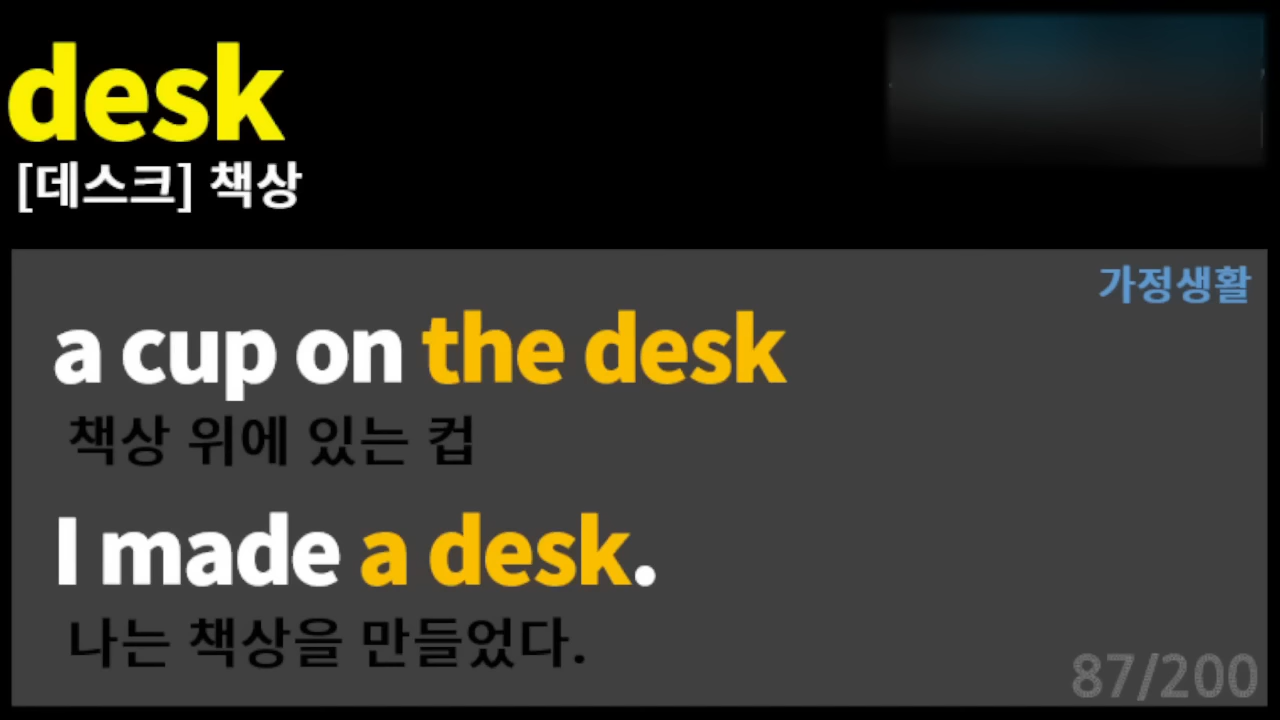 desk
[데스크] 책상
가정생활
a cup on the desk
책상 위에 있는 컵
I made a desk.
나는 책상을 만들었다.
87/200